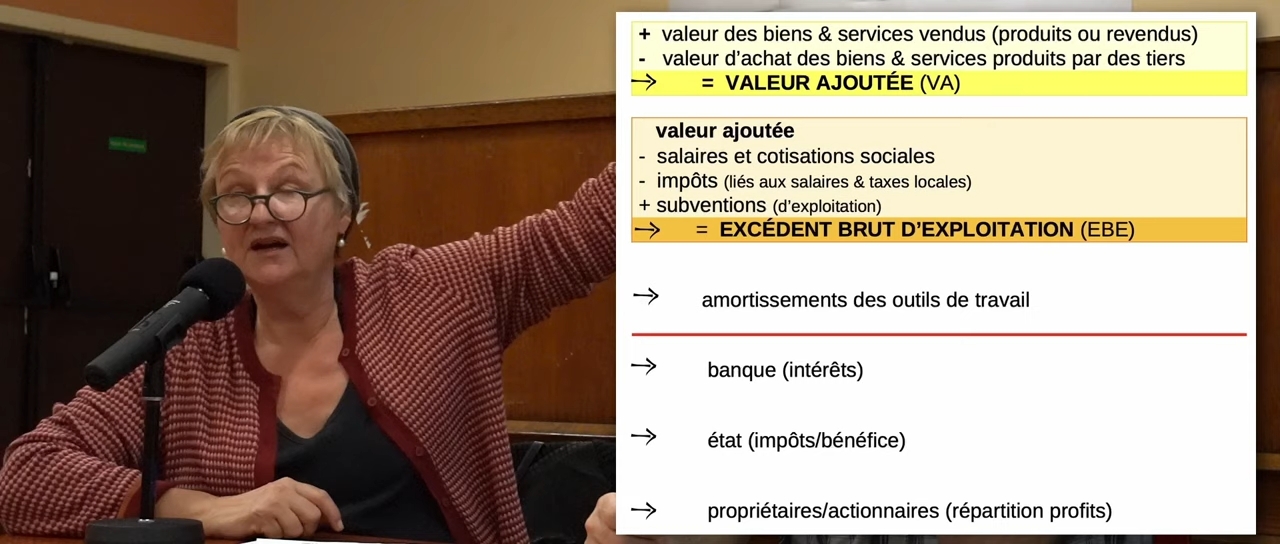 + valeur des biens & services vendus (produits ou revendus)
- valeur d’achat des biens & services produits par des tiers
= VALEUR AJOUTÉE (VA)
valeur ajoutée
- salaires et cotisations sociales
- impôts (liés aux salaires & taxes locales)
+ subventions (d’exploitation)
= EXCÉDENT BRUT D’EXPLOITATION (EBE)
amortissements des outils de travail
banque (intérêts)
état (impôts/bénéfice)
propriétaires/actionnaires (répartition profits)